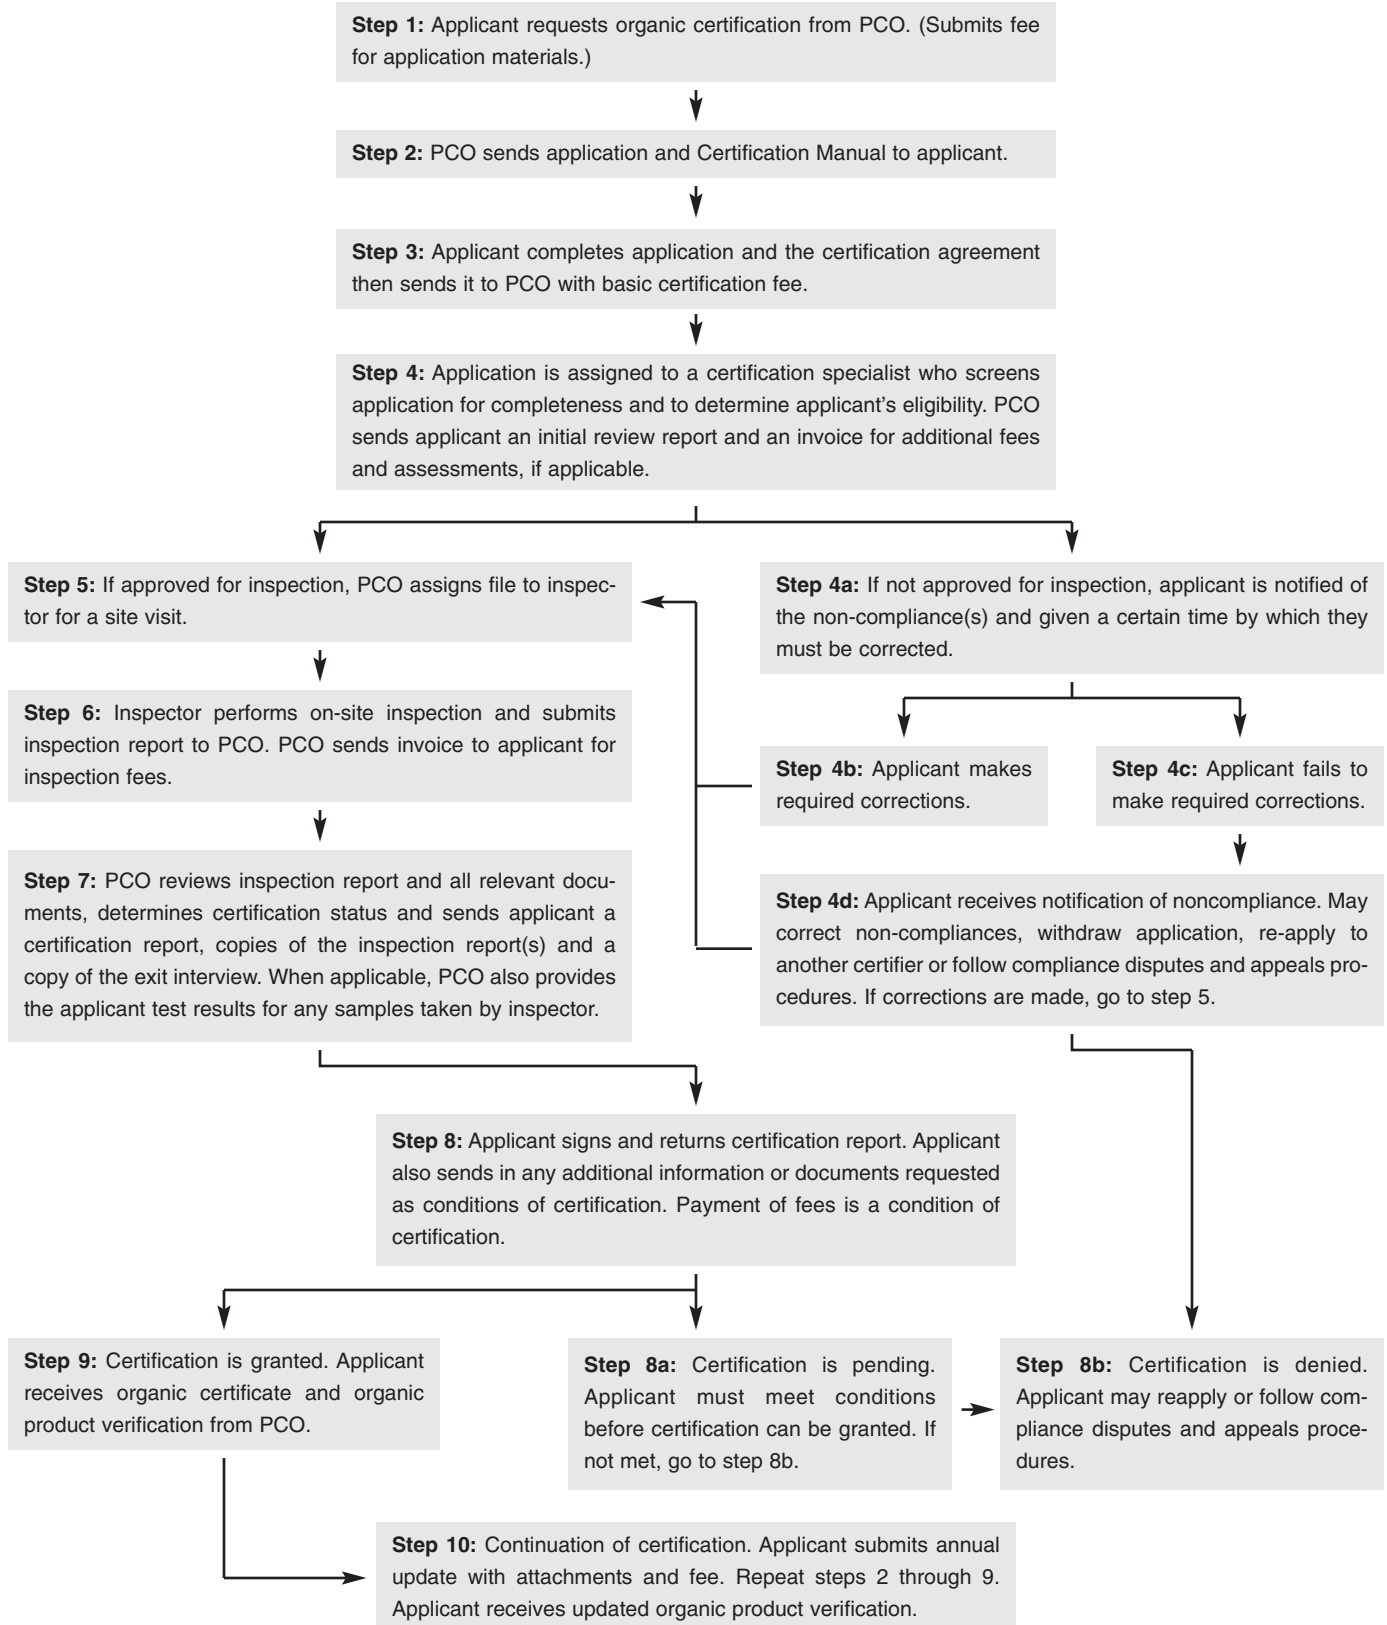 Step 1: Applicant requests organic certification from PCO. (Submits fee
for application materials.)
Step 2: PCO sends application and Certification Manual to applicant.
Step 3: Applicant completes application and the certification agreement
then sends it to PCO with basic certification fee.
Step 4: Application is assigned to a certification specialist who screens
application for completeness and to determine applicant’s eligibility. PCO
sends applicant an initial review report and an invoice for additional fees
and assessments, if applicable.
Step 5: If approved for inspection, PCO assigns file to inspec-
tor for a site visit.
Step 4a: If not approved for inspection, applicant is notified of
the non-compliance(s) and given a certain time by which they
must be corrected.
Step 6: Inspector performs on-site inspection and submits
inspection report to PCO. PCO sends invoice to applicant for
inspection fees.
Step 4b: Applicant makes
required corrections.
Step 4c: Applicant fails to
make required corrections.
Step 7: PCO reviews inspection report and all relevant docu-
ments, determines certification status and sends applicant a
certification report, copies of the inspection report(s) and a
copy of the exit interview. When applicable, PCO also provides
the applicant test results for any samples taken by inspector.
Step 4d: Applicant receives notification of noncompliance. May
correct non-compliances, withdraw application, re-apply to
another certifier or follow compliance disputes and appeals pro-
cedures. If corrections are made, go to step 5.
Step 8: Applicant signs and returns certification report. Applicant
also sends in any additional information or documents requested
as conditions of certification. Payment of fees is a condition of
certification.
Step 9: Certification is granted. Applicant
receives organic certificate and organic
product verification from PCO.
Step 8a: Certification is pending.
Applicant must meet conditions
before certification can be granted. If
not met, go to step 8b.
Step 8b: Certification is denied.
Applicant may reapply or follow com-
pliance disputes and appeals proce-
dures.
Step 10: Continuation of certification. Applicant submits annual
update with attachments and fee. Repeat steps 2 through 9.
Applicant receives updated organic product verification.